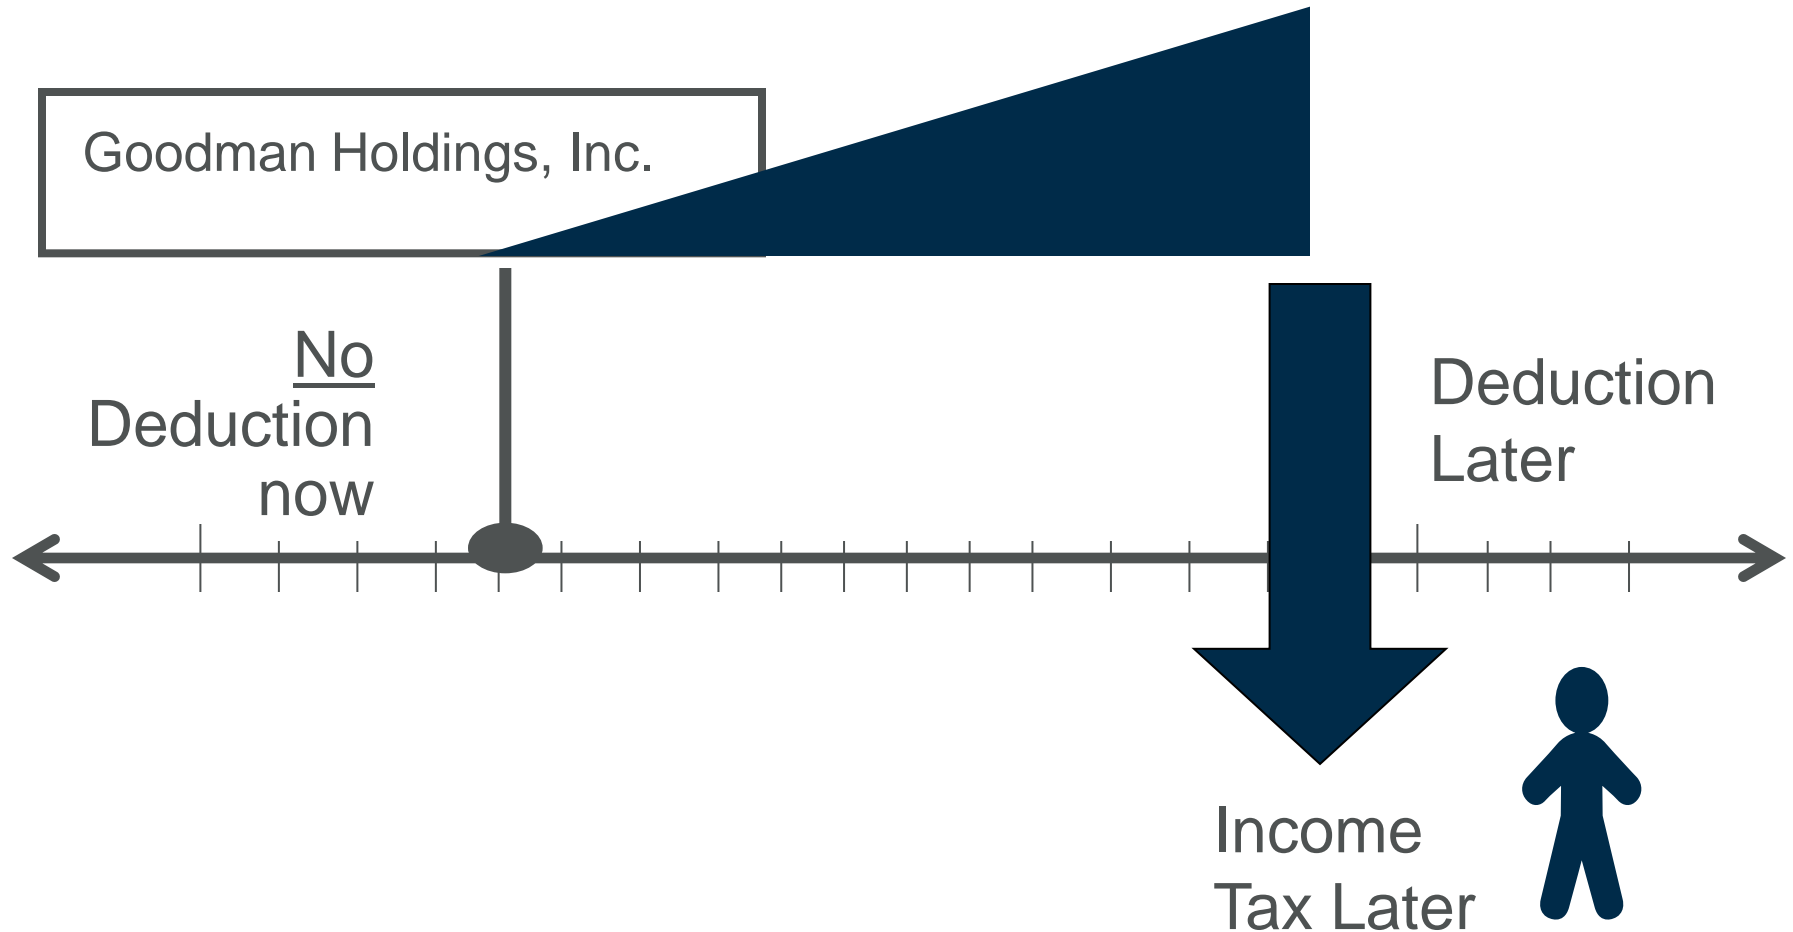 Goodman Holdings, Inc.
No
Deduction
now
Deduction
Later
Income
Tax Later